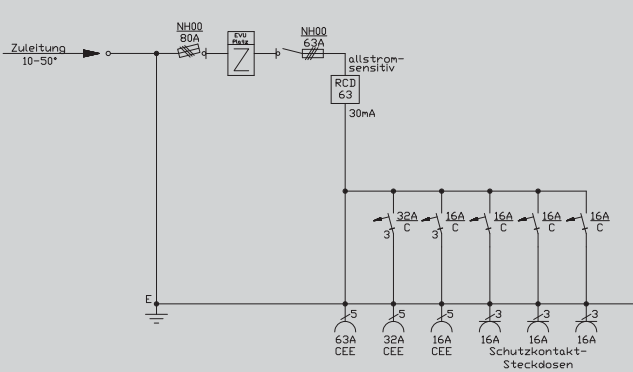 NH00
80A
EVU
Platz
Z
NH00
63A
Zuleitung
10-50°
allstrom-
sensitiv
RCD
63
30mA
32A
C
3
16A
C
3
16A
C
16A
C
16A
C
E
5
5
5
3
3
3
63A
CEE
32A
CEE
16A
CEE
16A
16A
16A
Schutzkontakt-
Steckdosen